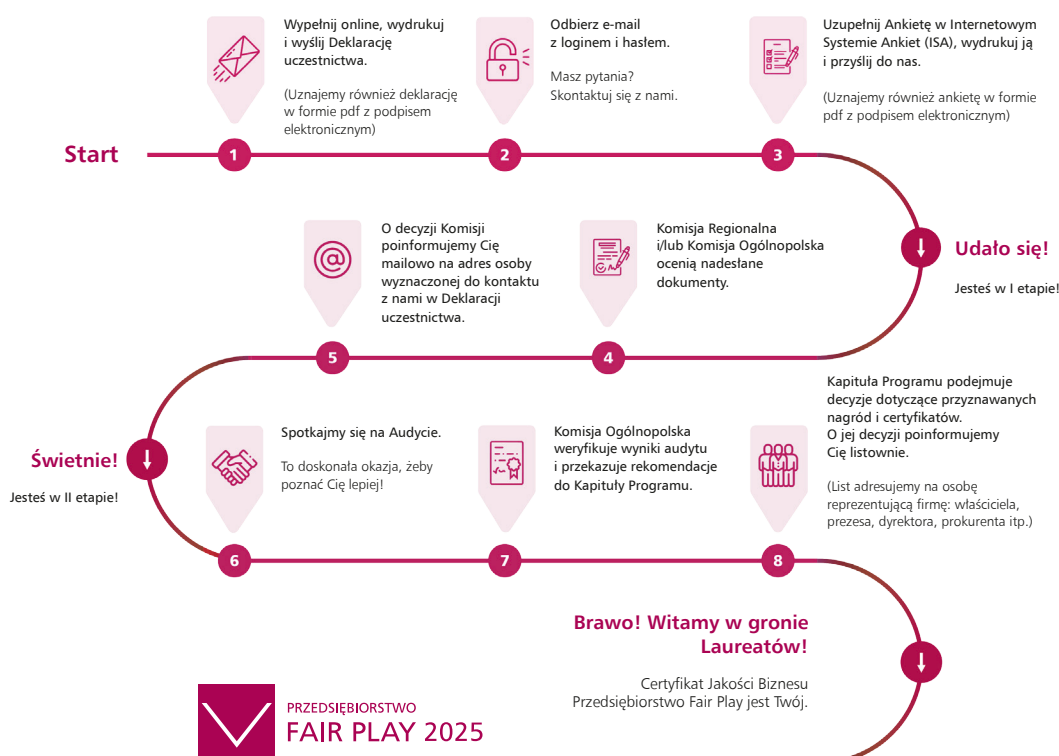 Wypełnij online, wydrukuj
i wyślij Deklarację
uczestnictwa.
(Uznajemy również deklarację
w formie pdf z podpisem
elektronicznym)
Odbierz e-mail
z loginem i hasłem.
Masz pytania?
Skontaktuj się z nami.
Uzupełnij Ankietę w Internetowym
Systemie Ankiet (ISA), wydrukuj ją
i przyślij do nas.
(Uznajemy również ankietę w formie
pdf z podpisem elektronicznym)
Start
1
2
3
Udało się!
Jesteś w I etapie!
Komisja Regionalna
i/lub Komisja Ogólnopolska
ocenią nadesłane
dokumenty.
4
O decyzji Komisji
poinformujemy Cię
mailowo na adres osoby
wyznaczonej do kontaktu
z nami w Deklaracji
uczestnictwa.
@
5
Świetnie!
Jesteś w II etapie!
Spotkajmy się na Audycie.
To doskonała okazja, żeby
poznać Cię lepiej!
6
Komisja Ogólnopolska
weryfikuje wyniki audytu
i przekazuje rekomendacje
do Kapituły Programu.
7
Kapituła Programu podejmuje
decyzje dotyczące przyznawanych
nagród i certyfikatów.
O jej decyzji poinformujemy
Cię listownie.
(List adresujemy na osobę
reprezentującą firmę: właściciela,
prezesa, dyrektora, prokurenta itp.)
8
Brawo! Witamy w gronie
Laureatów!
Certyfikat Jakości Biznesu
Przedsiębiorstwo Fair Play jest Twój.
PRZEDSIĘBIORSTWO
FAIR PLAY 2025